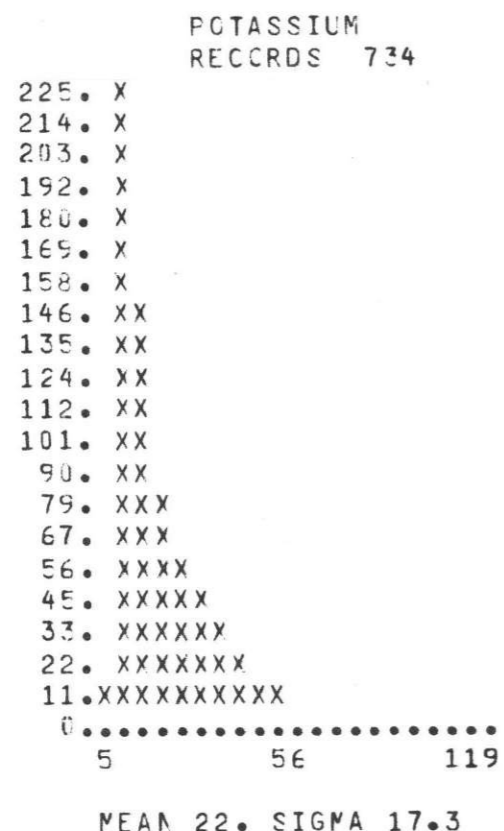 POTASSIUM
RECORDS 734
225. X
214. X
203. X
192. X
180. X
169. X
158. X
146. XX
135. XX
124. XX
112. XX
101. XX
90. XX
79. XXX
67. XXX
56. XXXX
45. XXXXX
33. XXXXXX
22. XXXXXXX
11.XXXXXXXXXX
0......................
5 56 119
MEAN 22. SIGMA 17.3